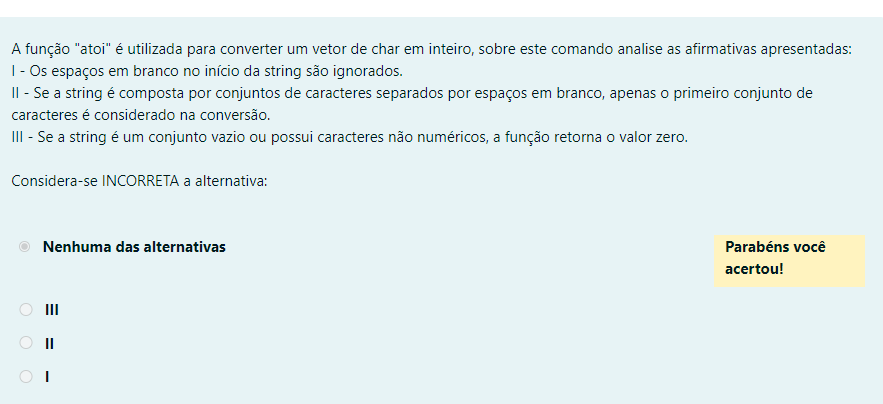 A função "atoi" é utilizada para converter um vetor de char em inteiro, sobre este comando analise as afirmativas apresentadas:
I - Os espaços em branco no início da string são ignorados.
II - Se a string é composta por conjuntos de caracteres separados por espaços em branco, apenas o primeiro conjunto de
caracteres é considerado na conversão.
III - Se a string é um conjunto vazio ou possui caracteres não numéricos, a função retorna o valor zero.
Considera-se INCORRETA a alternativa:
Nenhuma das alternativas
Parabéns você
acertou!
III
II
I